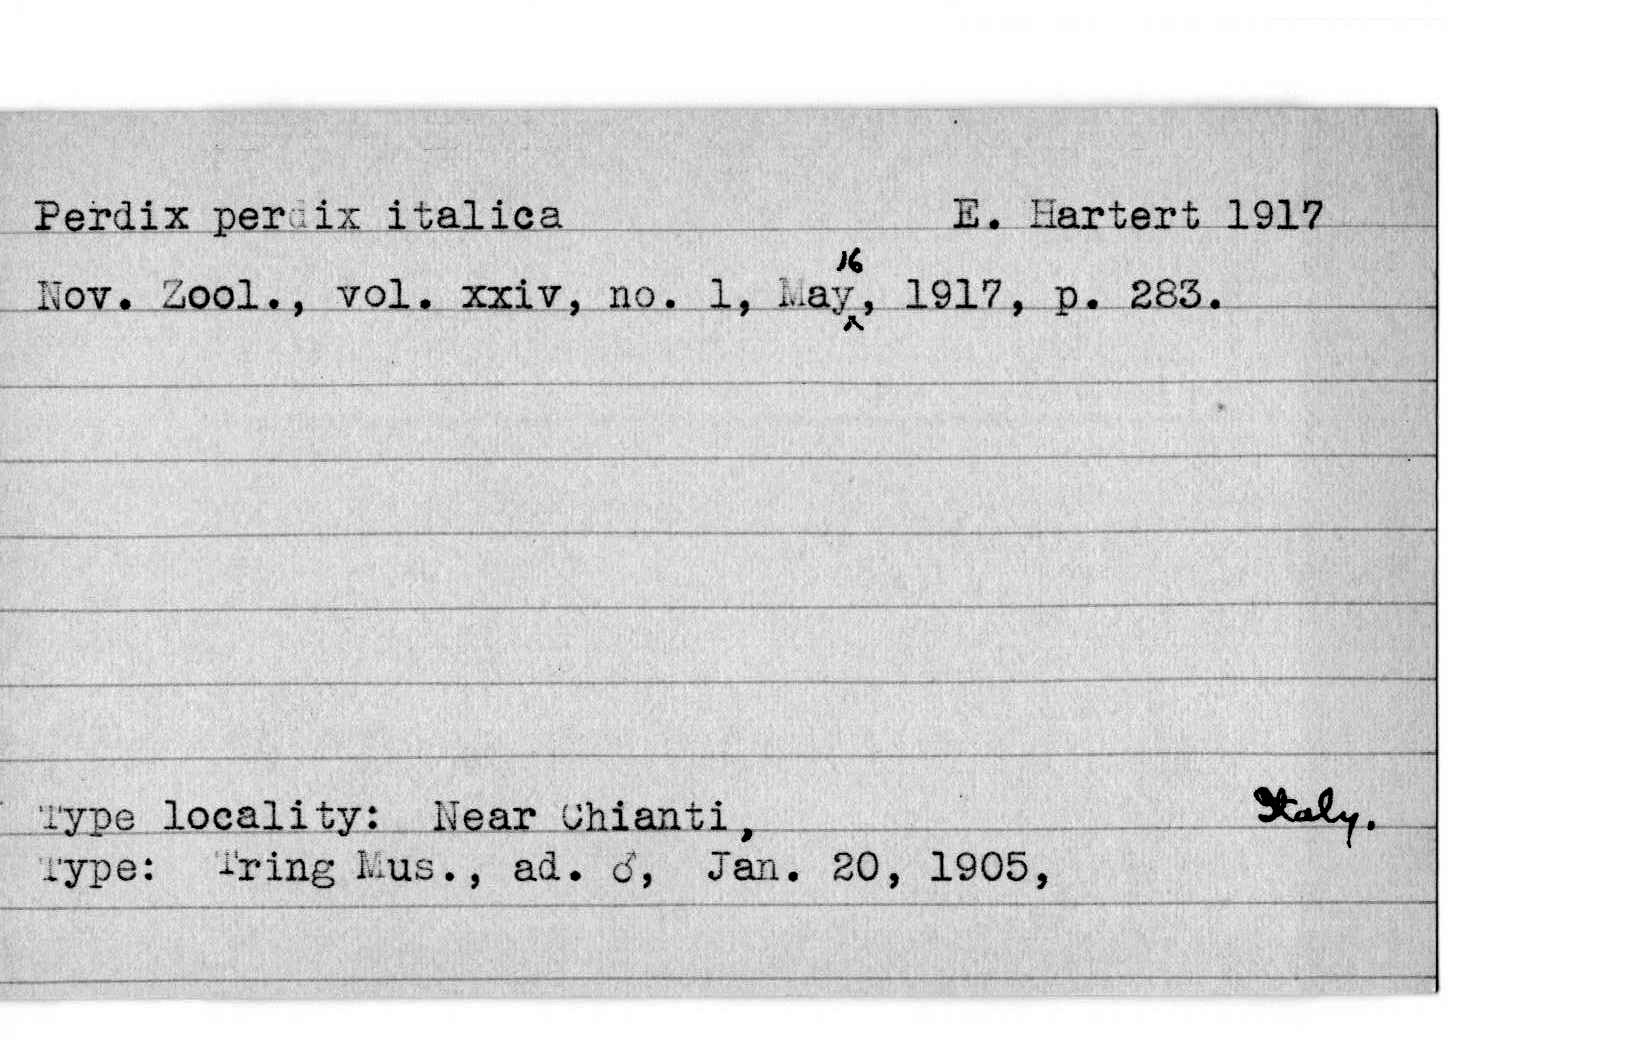 Perdix perdix italica E. Hartert 1917
Nov. Zool., vol. xxiv, no. 1, May 16, 1917, p. 283.
Type locality: Near Chianti, Italy.
Type: Tring Mus., ad. ♂, Jan. 20, 1905,